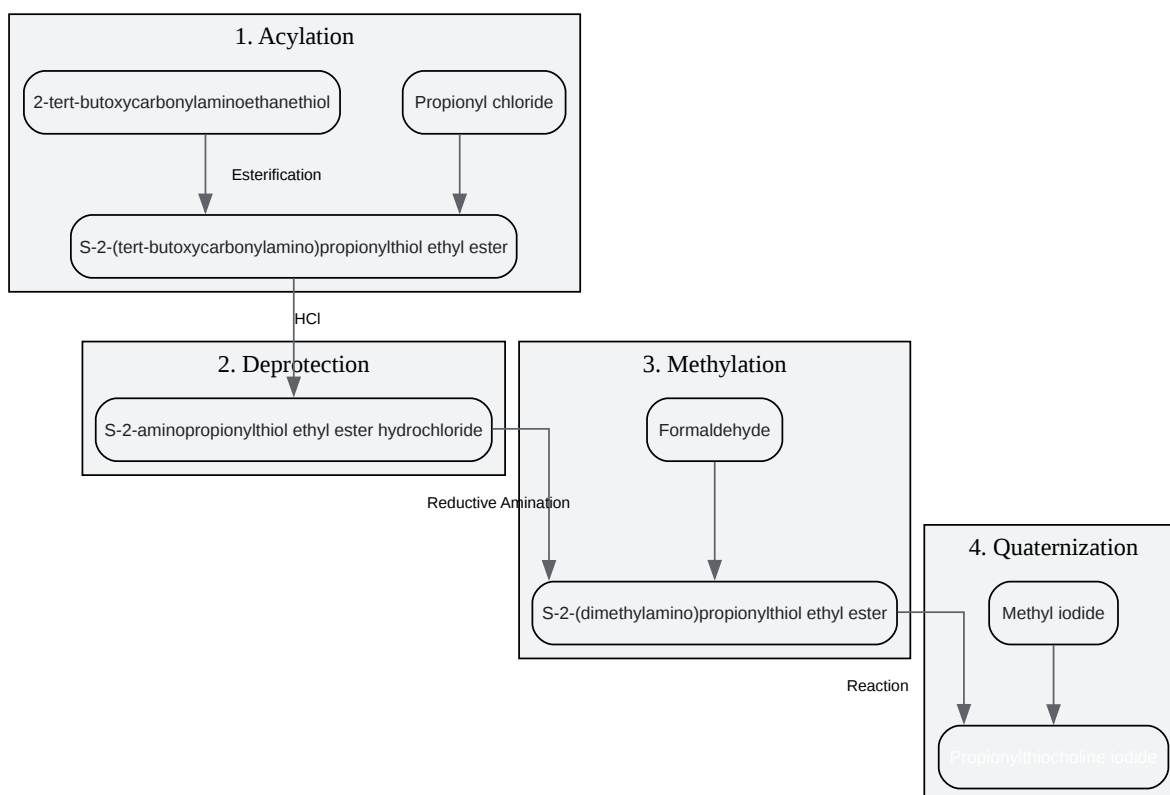 1. Acylation
2-tert-butoxycarbonylaminoethanethiol
Propionyl chloride
Esterification
S-2-(tert-butoxycarbonylamino)propionylthiol ethyl ester
HCl
2. Deprotection
3. Methylation
S-2-aminopropionylthiol ethyl ester hydrochloride
Formaldehyde
Reductive Amination
4. Quaternization
S-2-(dimethylamino)propionylthiol ethyl ester
Methyl iodide
Reaction
Propionylthiocholine iodide